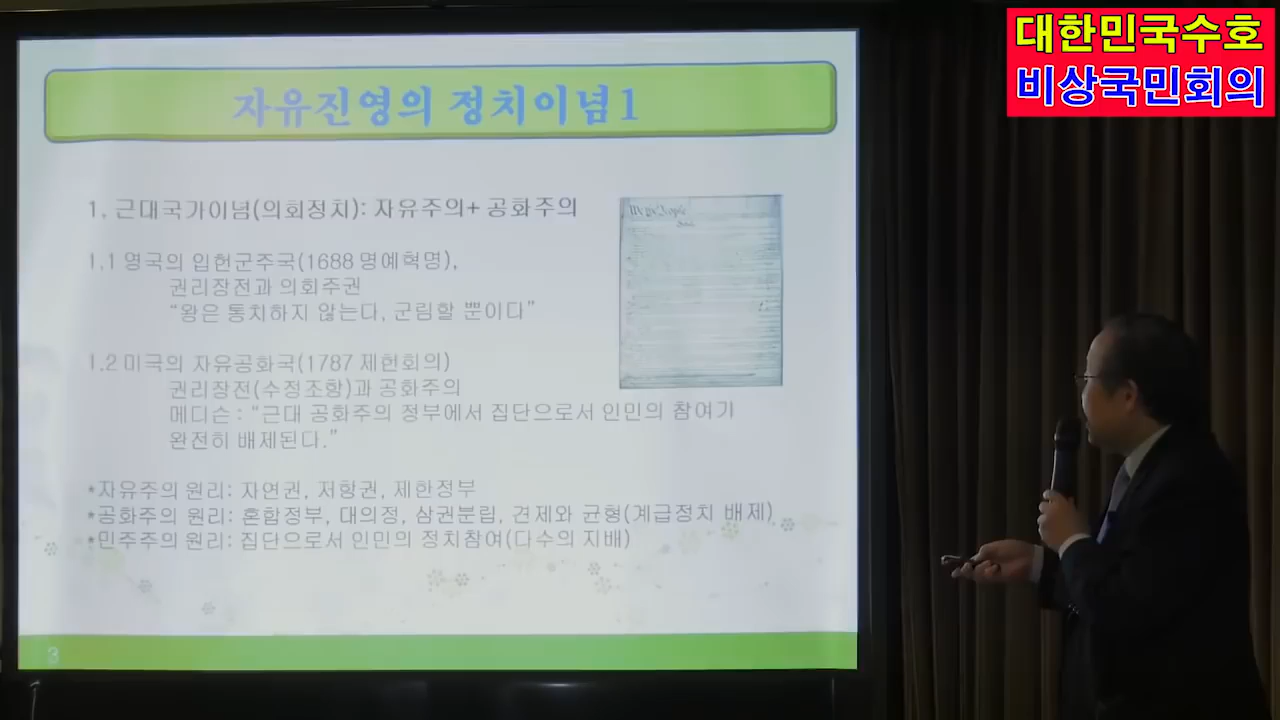 대한민국수호
비상국민회의
자유진영의 정치이념1
1. 근대국가이념(의회정치): 자유주의+ 공화주의
1.1 영국의 입헌군주국(1688 명예혁명),
권리장전과 의회주권
“왕은 통치하지 않는다, 군림할 뿐이다”
We the People
1.2 미국의 자유공화국(1787 제헌회의)
권리장전(수정조항)과 공화주의
메디슨 : “근대 공화주의 정부에서 집단으로서 인민의 참여가
완전히 배제된다.”
*자유주의 원리: 자연권, 저항권, 제한정부
*공화주의 원리: 혼합정부, 대의정, 삼권분립, 견제와 균형(계급정치 배제)
*민주주의 원리: 집단으로서 인민의 정치참여(다수의 지배)
3